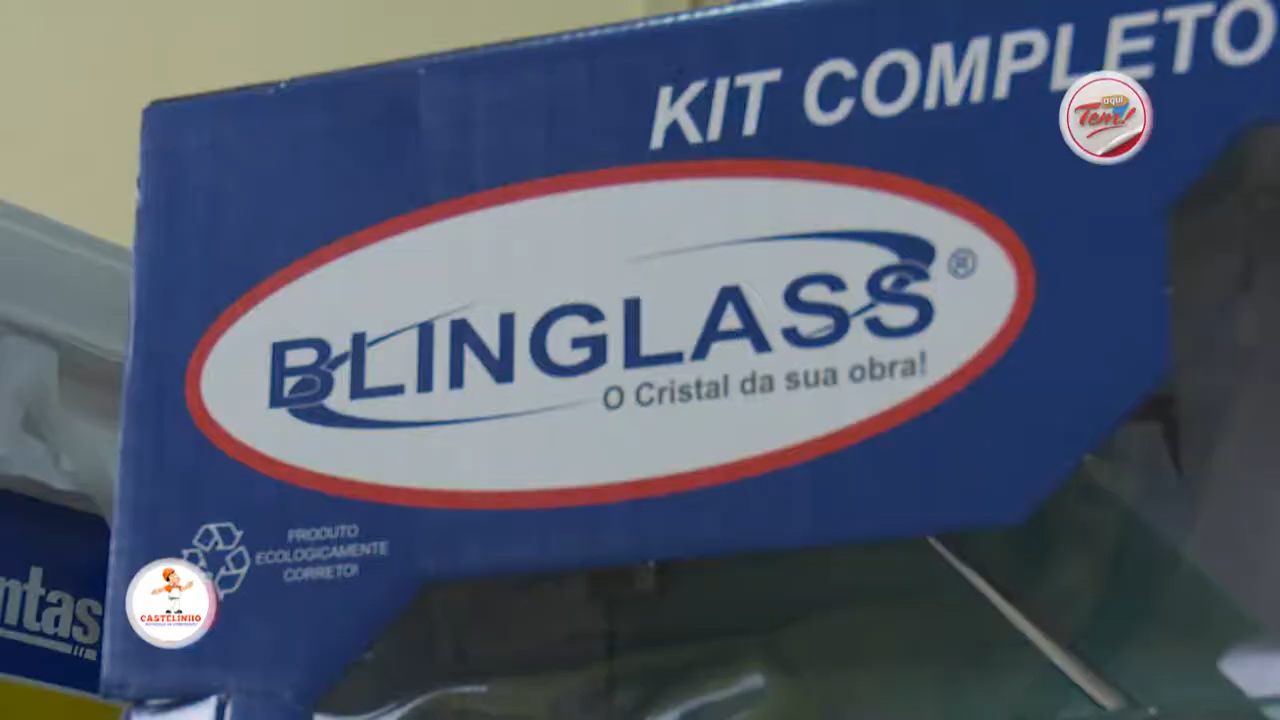 KIT COMPLETO
aqui
Tem!
BLINGLASS®
O Cristal da sua obra!
PRODUTO
ECOLOGICAMENTE
CORRETO!
ntas
CASTELINHO